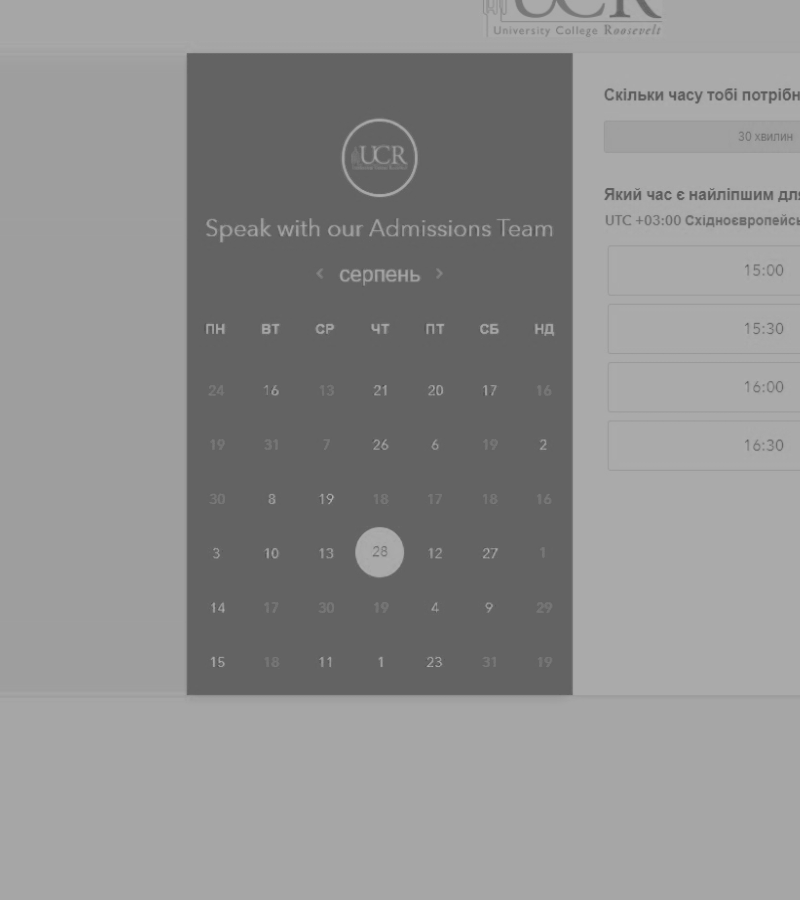 UCR
University College Roosevelt
UCR
Speak with our Admissions Team
‹ серпень ›
ПН ВТ СР ЧТ ПТ СБ НД
24 16 13 21 20 17 16
19 31 7 26 6 19 2
30 8 19 18 17 18 16
3 10 13 28 12 27 1
14 17 30 19 4 9 29
15 18 11 1 23 31 19
Скільки часу тобі потрібн
30 хвилин
Який час є найліпшим для
UTC +03:00 Східноєвропейсь
15:00
15:30
16:00
16:30